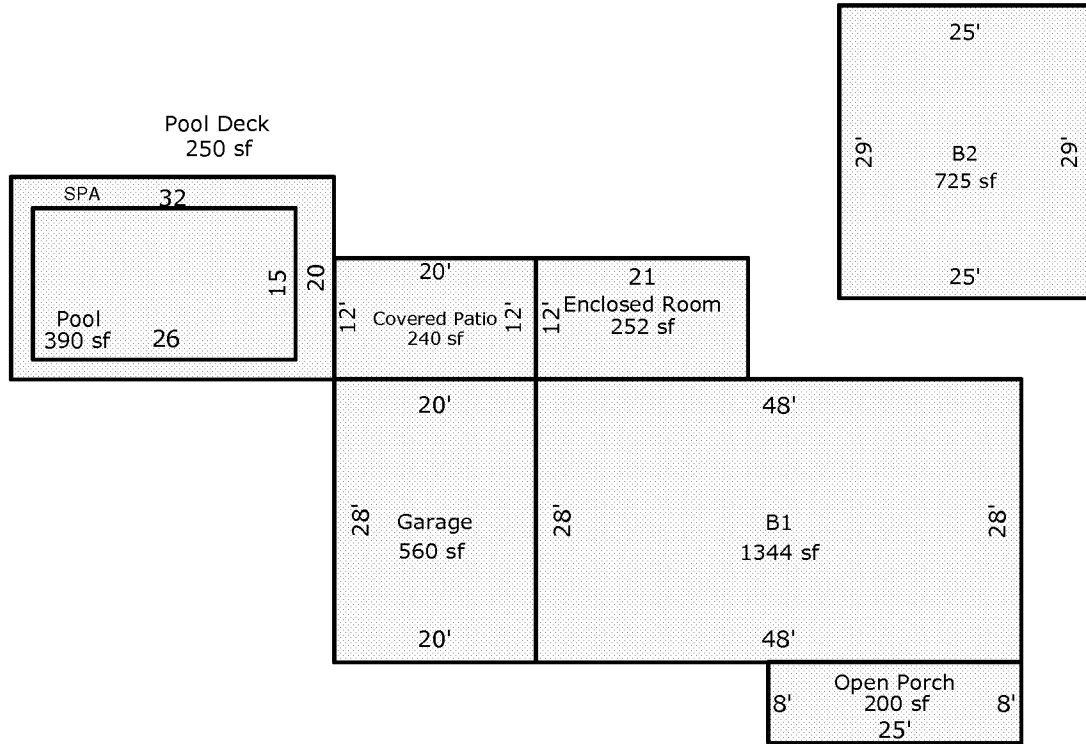 25'
29'
B2
725 sf
29'
25'
Pool Deck
250 sf
SPA
32
15
20
Pool
390 sf
26
20'
12'
Covered Patio
240 sf
12'
21
12'
Enclosed Room
252 sf
20'
28'
Garage
560 sf
20'
48'
28'
B1
1344 sf
28'
48'
Open Porch
8'
200 sf
8'
25'